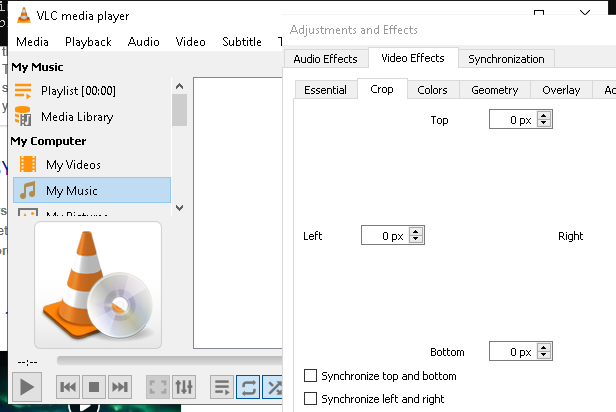 VLC media player
Media Playback Audio Video Subtitle T
My Music
Playlist [00:00]
Media Library
My Computer
My Videos
My Music
My Pictures
--:--
Adjustments and Effects
Audio Effects Video Effects Synchronization
Essential Crop Colors Geometry Overlay
Top 0 px
Left 0 px Right
Bottom 0 px
Synchronize top and bottom
Synchronize left and right